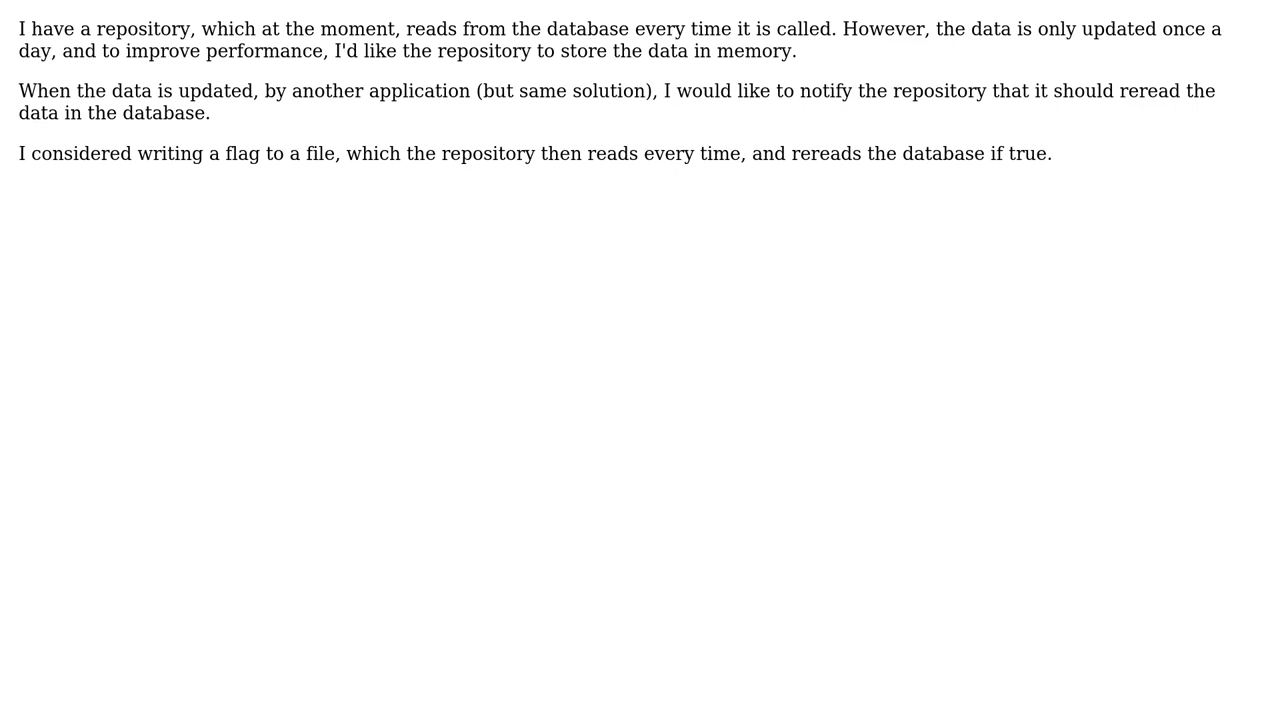 I have a repository, which at the moment, reads from the database every time it is called. However, the data is only updated once a
day, and to improve performance, I'd like the repository to store the data in memory.
When the data is updated, by another application (but same solution), I would like to notify the repository that it should reread the
data in the database.
I considered writing a flag to a file, which the repository then reads every time, and rereads the database if true.